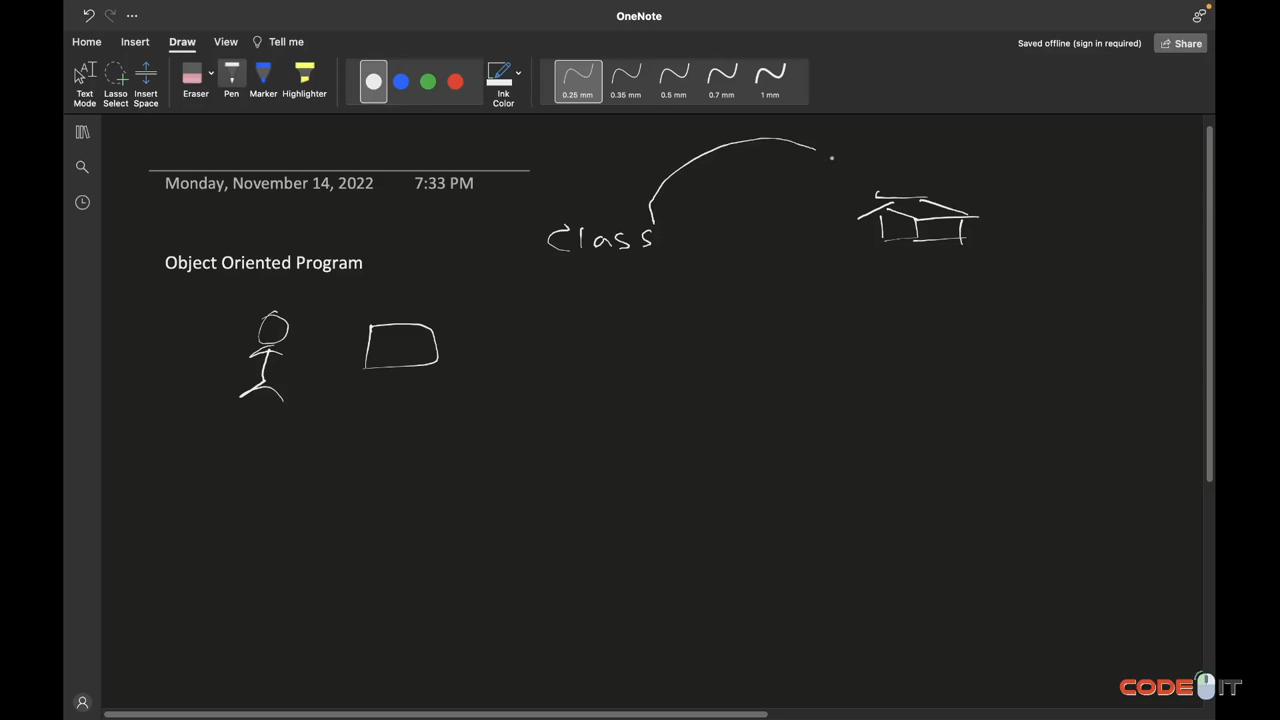 OneNote
Home Insert Draw View Tell me
Saved offline (sign in required) Share
Text Mode
Lasso Select
Insert Space
Eraser
Pen
Marker
Highlighter
Ink Color
0.25 mm
0.35 mm
0.5 mm
0.7 mm
1 mm
Monday, November 14, 2022 7:33 PM
Class
Object Oriented Program
CODE IT